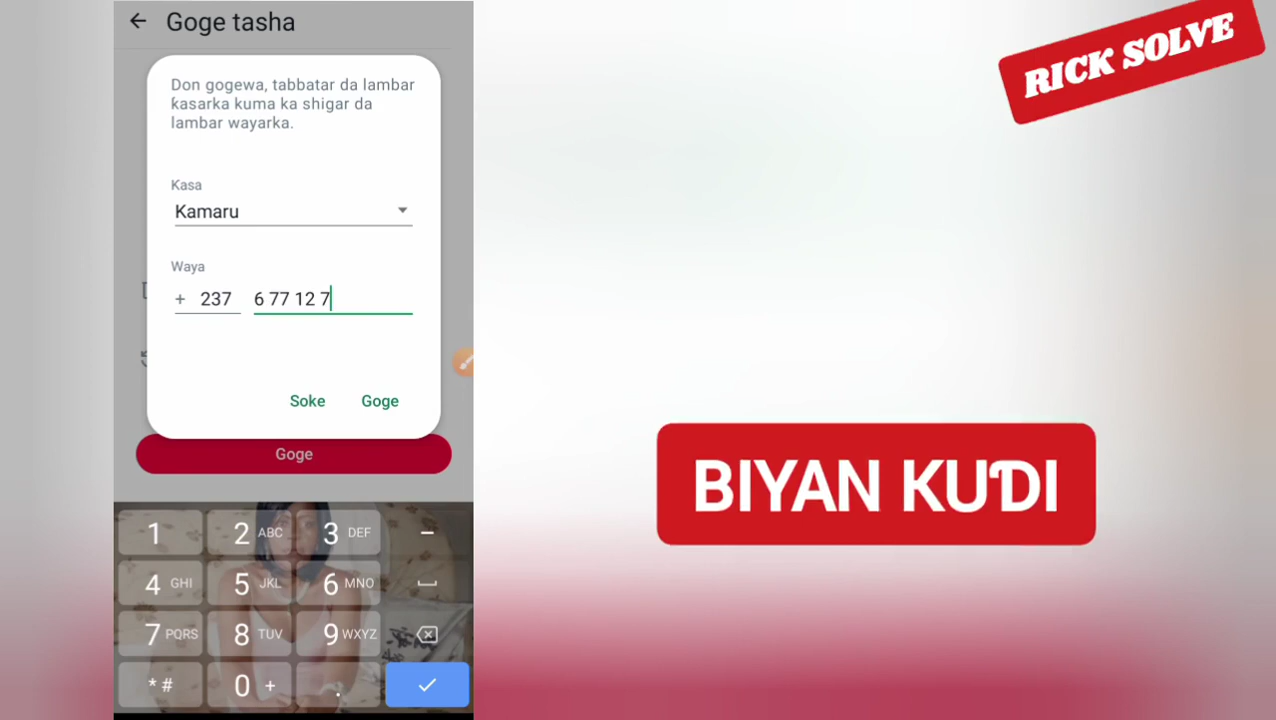 Goge tasha
RICK SOLVE
Don gogewa, tabbatar da lambar
ƙasarka kuma ka shigar da
lambar wayarka.
Kasa
Kamaru
Waya
+ 237 6 77 12 7
Soke Goge
Goge
BIYAN KUƊI
1 2 ABC 3 DEF –
4 GHI 5 JKL 6 MNO
7 PQRS 8 TUV 9 WXYZ
* # 0 + .